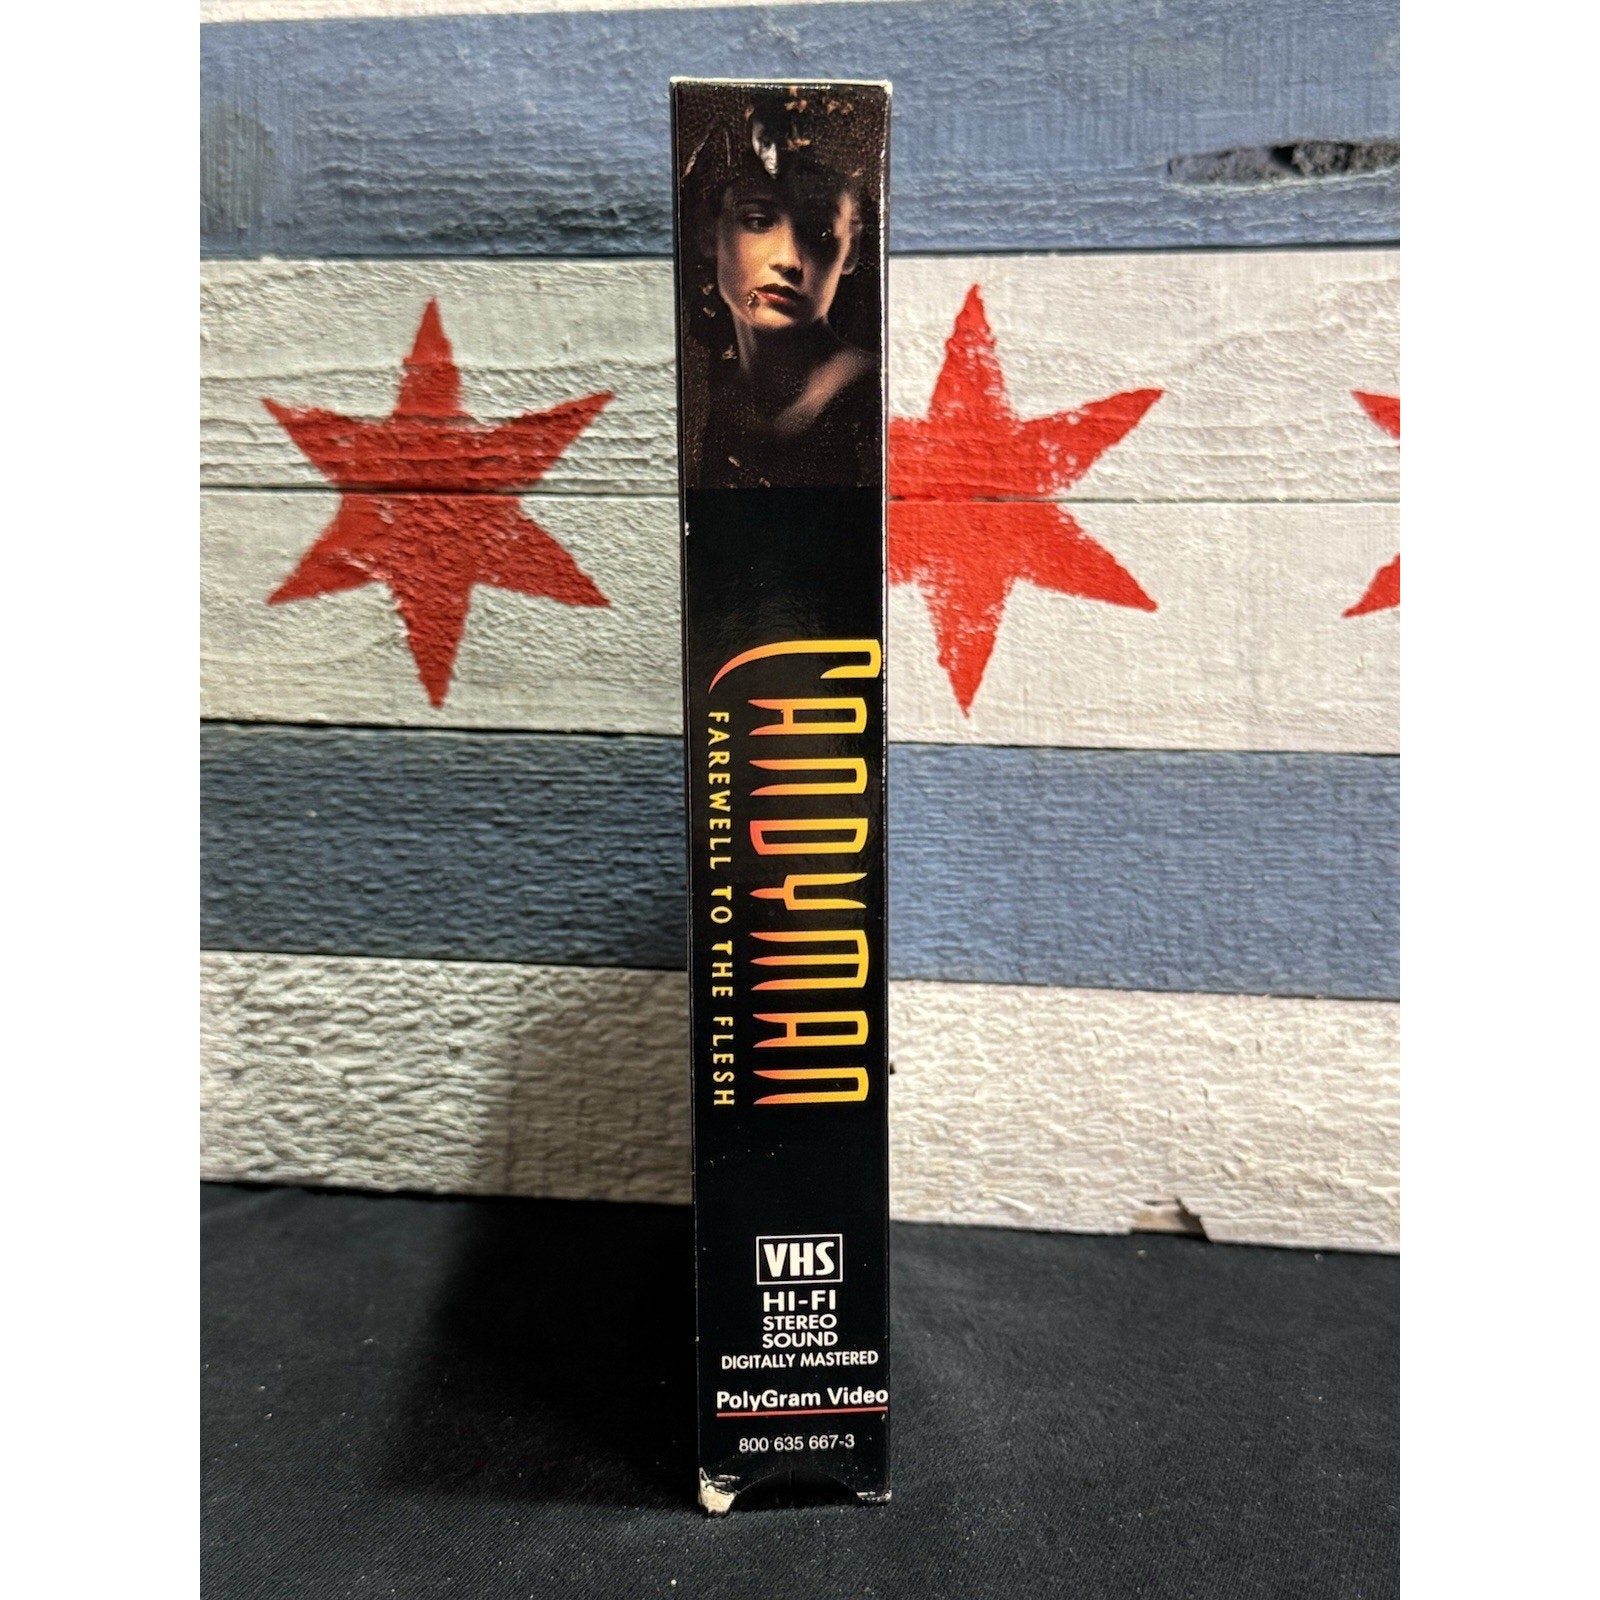 CANDYMAN
FAREWELL TO THE FLESH
VHS
HI-FI
STEREO
SOUND
DIGITALLY MASTERED
PolyGram Video
800 635 667-3